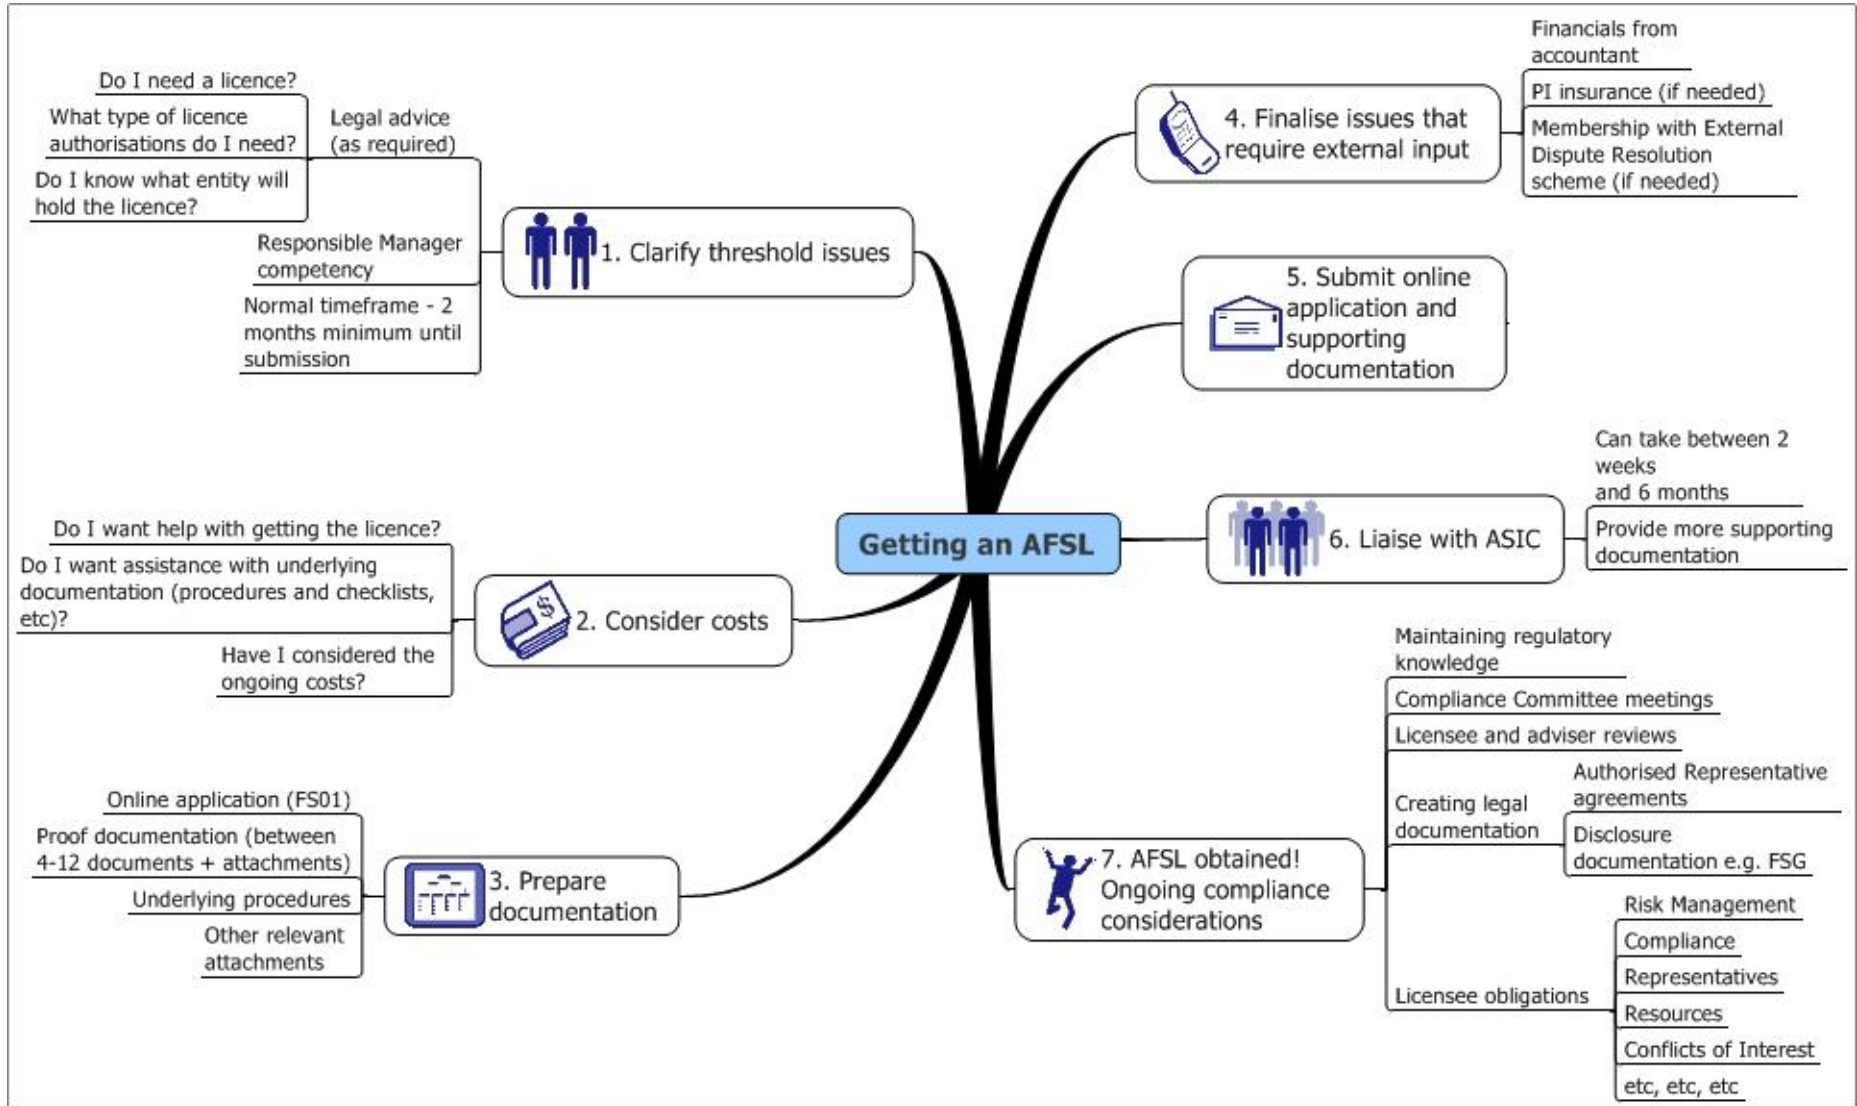 Getting an AFSL
1. Clarify threshold issues
Legal advice
(as required)
Do I need a licence?
What type of licence
authorisations do I need?
Do I know what entity will
hold the licence?
Responsible Manager
competency
Normal timeframe - 2
months minimum until
submission
2. Consider costs
Do I want help with getting the licence?
Do I want assistance with underlying
documentation (procedures and checklists,
etc)?
Have I considered the
ongoing costs?
3. Prepare
documentation
Online application (FS01)
Proof documentation (between
4-12 documents + attachments)
Underlying procedures
Other relevant
attachments
4. Finalise issues that
require external input
Financials from
accountant
PI insurance (if needed)
Membership with External
Dispute Resolution
scheme (if needed)
5. Submit online
application and
supporting
documentation
6. Liaise with ASIC
Can take between 2
weeks
and 6 months
Provide more supporting
documentation
7. AFSL obtained!
Ongoing compliance
considerations
Maintaining regulatory
knowledge
Compliance Committee meetings
Licensee and adviser reviews
Creating legal
documentation
Authorised Representative
agreements
Disclosure
documentation e.g. FSG
Licensee obligations
Risk Management
Compliance
Representatives
Resources
Conflicts of Interest
etc, etc, etc